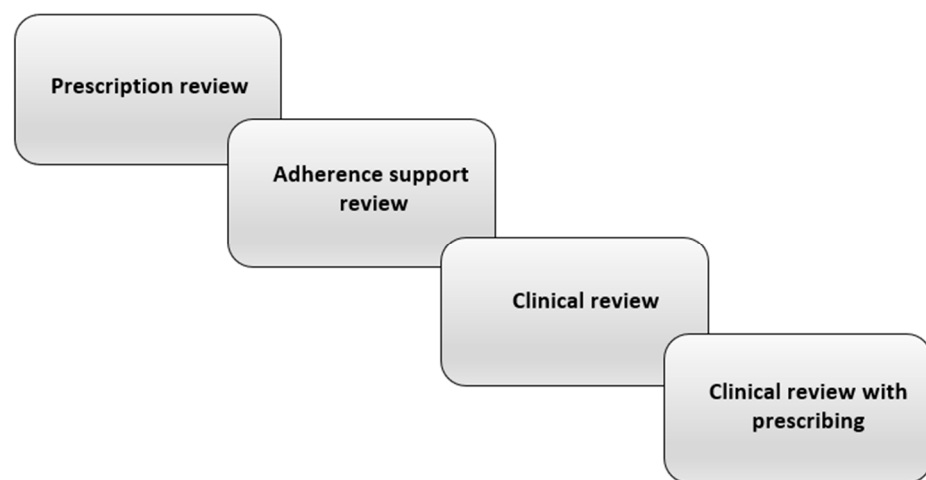 Prescription review
Adherence support
review
Clinical review
Clinical review with
prescribing